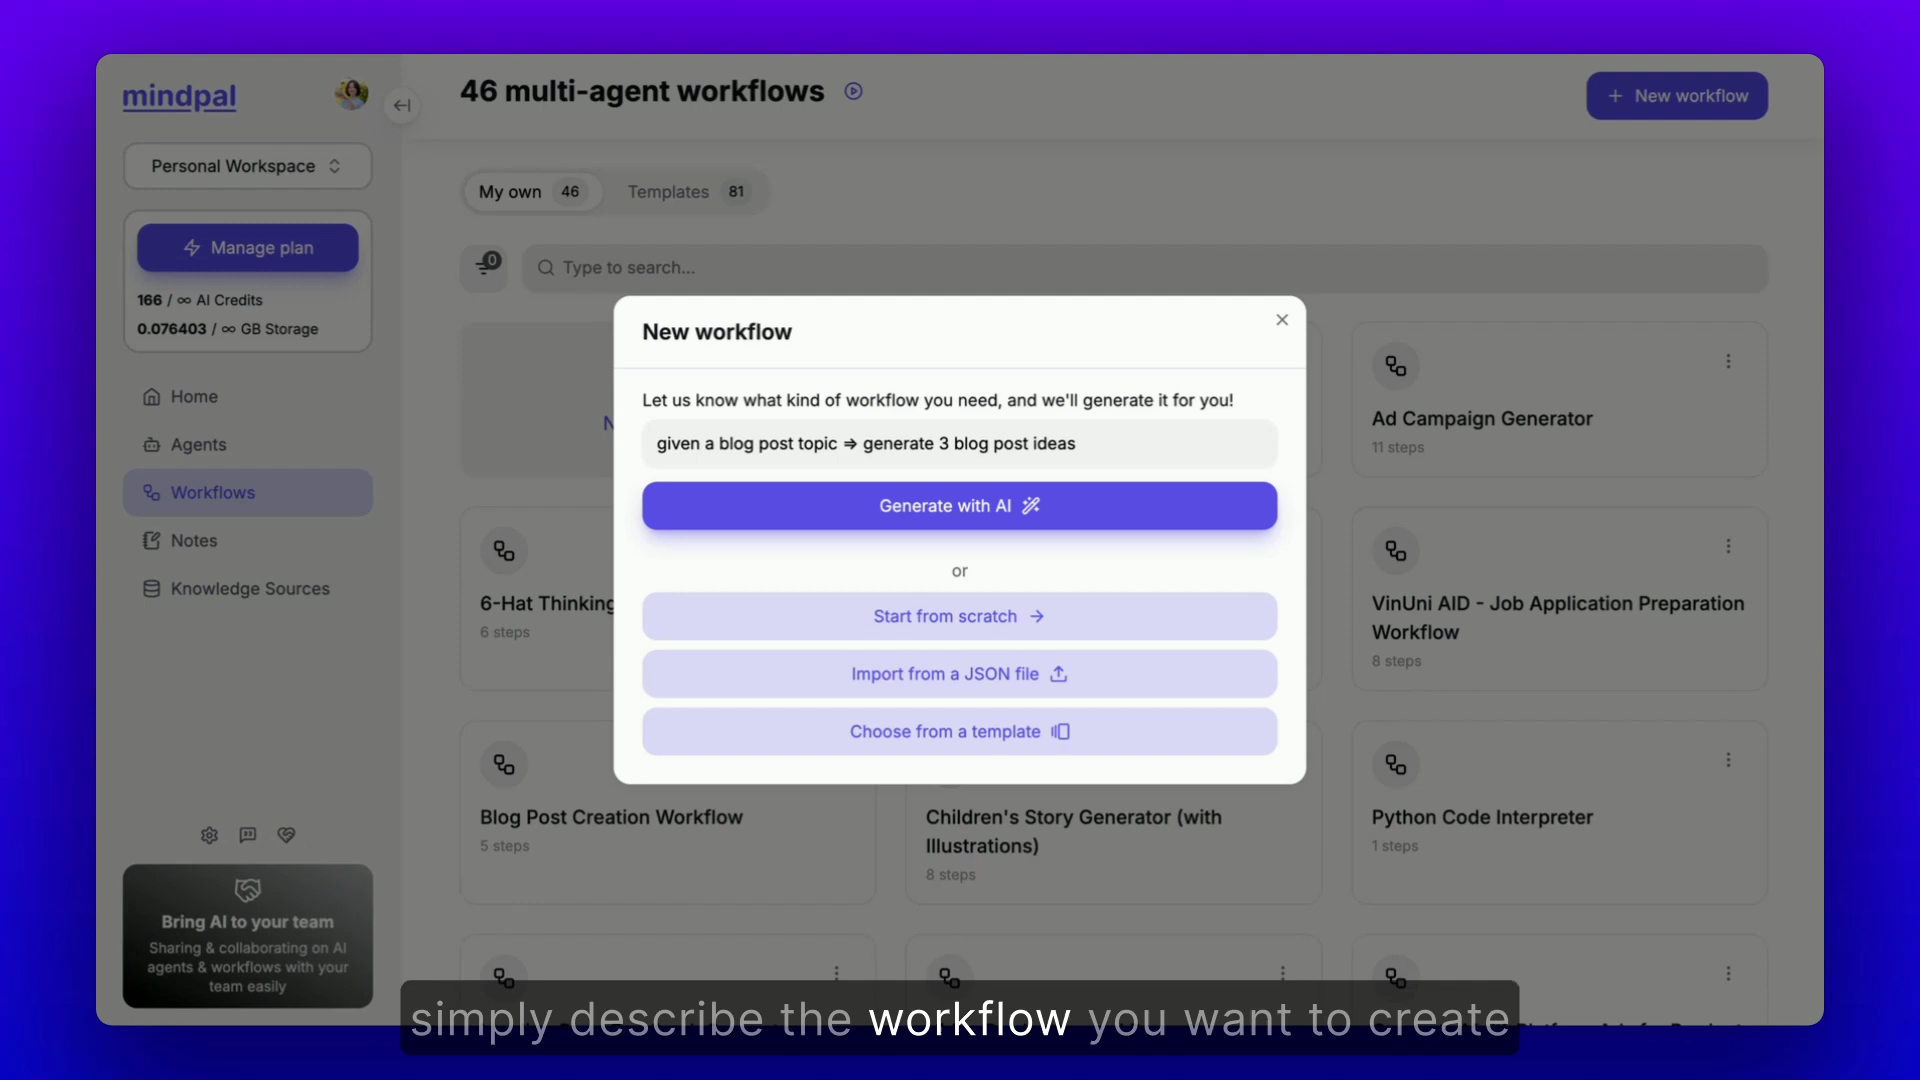 mindpal
46 multi-agent workflows
+ New workflow
Personal Workspace
My own 46
Templates 81
Manage plan
0
Type to search...
166 / ∞ AI Credits
0.076403 / ∞ GB Storage
New workflow
Let us know what kind of workflow you need, and we'll generate it for you!
given a blog post topic ⇒ generate 3 blog post ideas
Generate with AI
or
Start from scratch
Import from a JSON file
Choose from a template
Home
Agents
Workflows
Notes
Knowledge Sources
N
Ad Campaign Generator
11 steps
6-Hat Thinking
6 steps
VinUni AID - Job Application Preparation
Workflow
8 steps
Blog Post Creation Workflow
5 steps
Children's Story Generator (with
Illustrations)
8 steps
Python Code Interpreter
1 steps
Bring AI to your team
Sharing & collaborating on AI
agents & workflows with your
team easily
simply describe the workflow you want to create